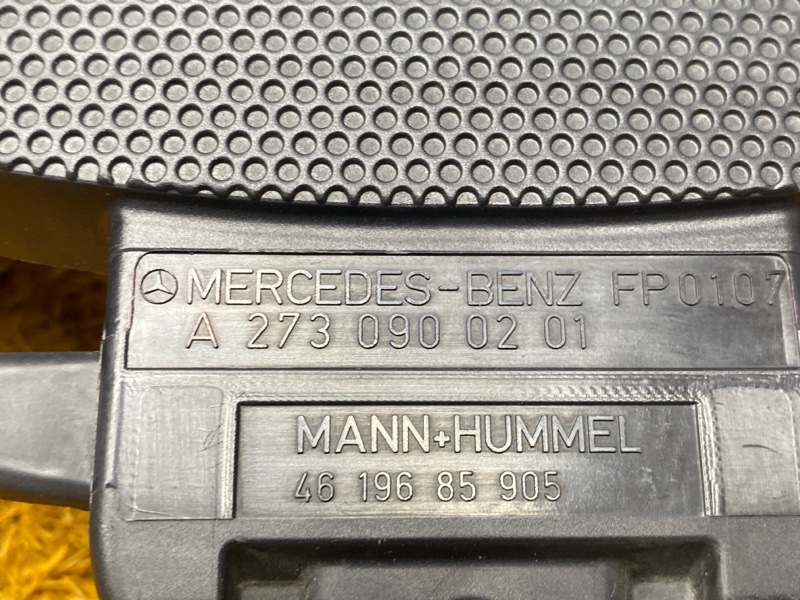 MERCEDES-BENZ FP0107
A 273 090 02 01
MANN+HUMMEL
46 196 85 905